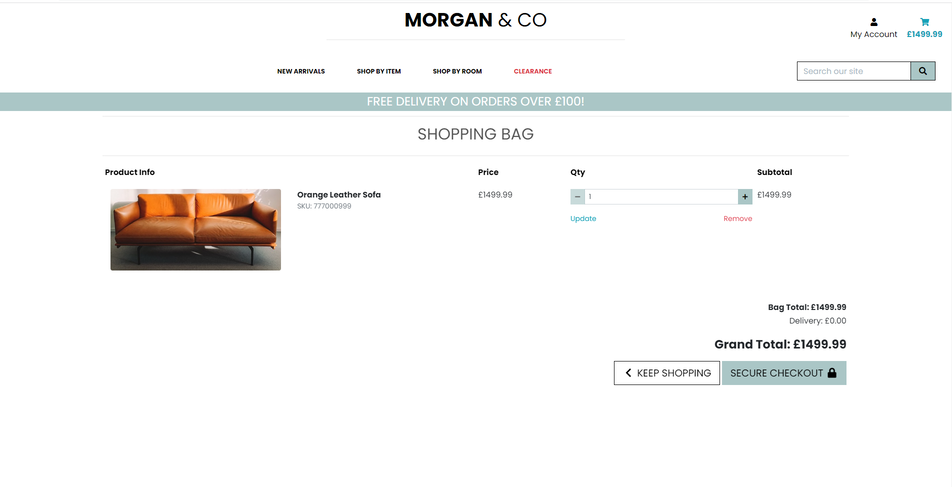 MORGAN & CO
My Account
£1499.99
NEW ARRIVALS
SHOP BY ITEM
SHOP BY ROOM
CLEARANCE
Search our site
FREE DELIVERY ON ORDERS OVER £100!
SHOPPING BAG
Product Info
Price
Qty
Subtotal
Orange Leather Sofa
SKU: 777000999
£1499.99
− 1 +
£1499.99
Update
Remove
Bag Total: £1499.99
Delivery: £0.00
Grand Total: £1499.99
KEEP SHOPPING
SECURE CHECKOUT